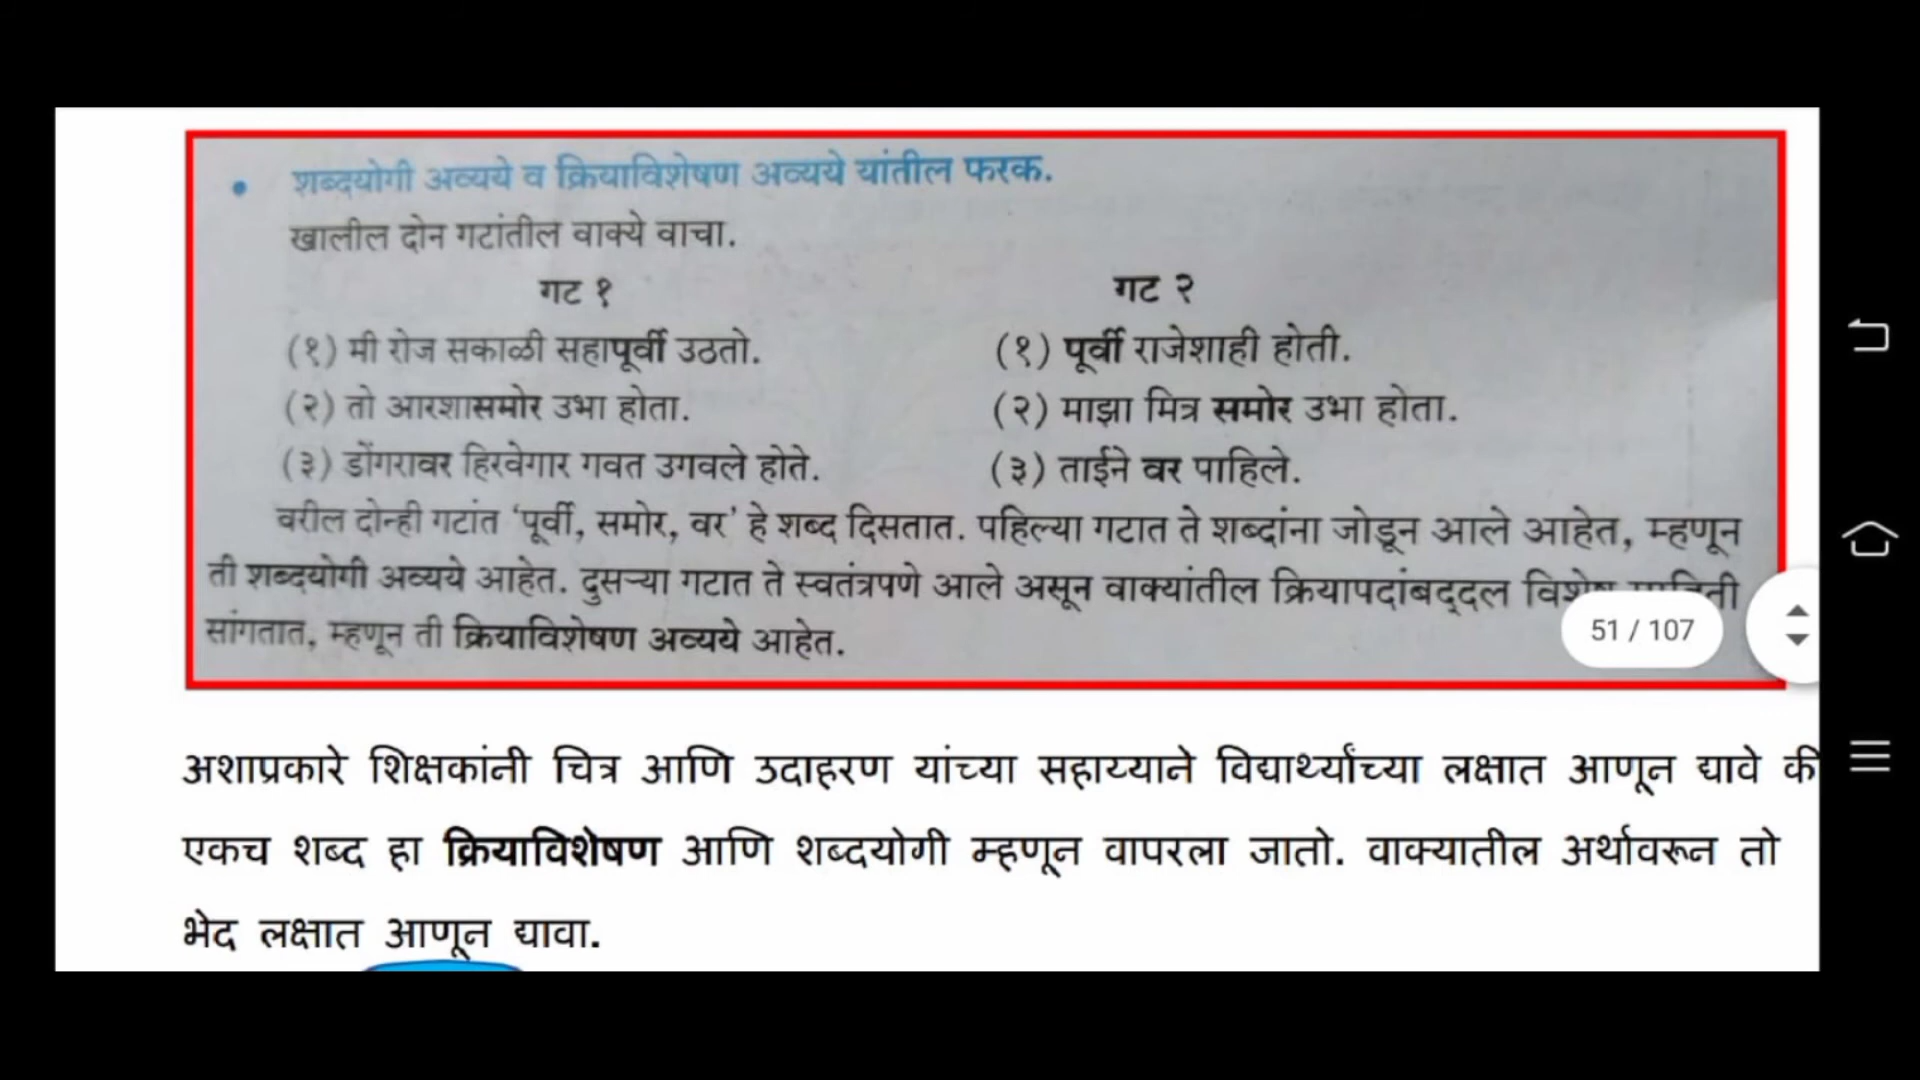 • शब्दयोगी अव्यये व क्रियाविशेषण अव्यये यांतील फरक.
खालील दोन गटांतील वाक्ये वाचा.
गट १ गट २
(१) मी रोज सकाळी सहापूर्वी उठतो. (१) पूर्वी राजेशाही होती.
(२) तो आरशासमोर उभा होता. (२) माझा मित्र समोर उभा होता.
(३) डोंगरावर हिरवेगार गवत उगवले होते. (३) ताईने वर पाहिले.
वरील दोन्ही गटांत 'पूर्वी, समोर, वर' हे शब्द दिसतात. पहिल्या गटात ते शब्दांना जोडून आले आहेत, म्हणून
ती शब्दयोगी अव्यये आहेत. दुसऱ्या गटात ते स्वतंत्रपणे आले असून वाक्यांतील क्रियापदांबद्दल
सांगतात, म्हणून ती क्रियाविशेषण अव्यये आहेत.
51 / 107
अशाप्रकारे शिक्षकांनी चित्र आणि उदाहरण यांच्या सहाय्याने विद्यार्थ्यांच्या लक्षात आणून द्यावे की
एकच शब्द हा क्रियाविशेषण आणि शब्दयोगी म्हणून वापरला जातो. वाक्यातील अर्थावरून तो
भेद लक्षात आणून द्यावा.